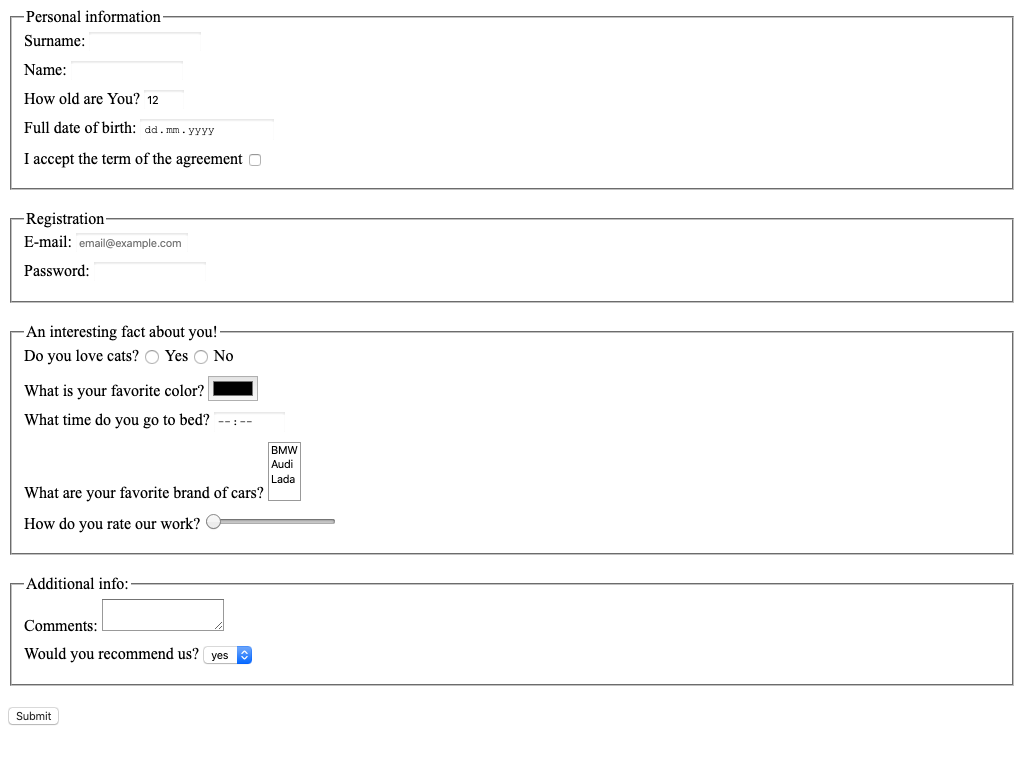 Personal information
Surname:
Name:
How old are You? 12
Full date of birth: dd.mm.yyyy
I accept the term of the agreement
Registration
E-mail: email@example.com
Password:
An interesting fact about you!
Do you love cats? Yes No
What is your favorite color?
What time do you go to bed? --:--
BMW
Audi
Lada
What are your favorite brand of cars?
How do you rate our work?
Additional info:
Comments:
Would you recommend us? yes
Submit